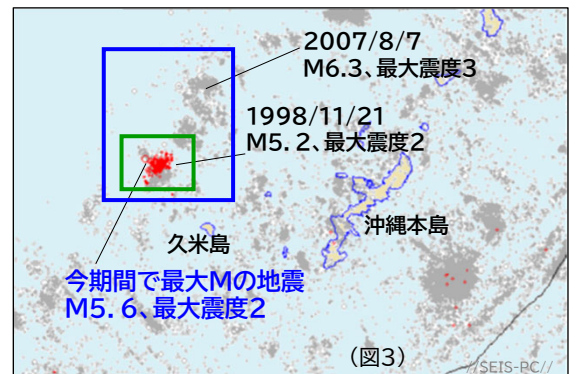 2007/8/7
M6.3、最大震度3
1998/11/21
M5.2、最大震度2
沖縄本島
久米島
今期間で最大Mの地震
M5.6、最大震度2
(図3)
//SEIS-PC//